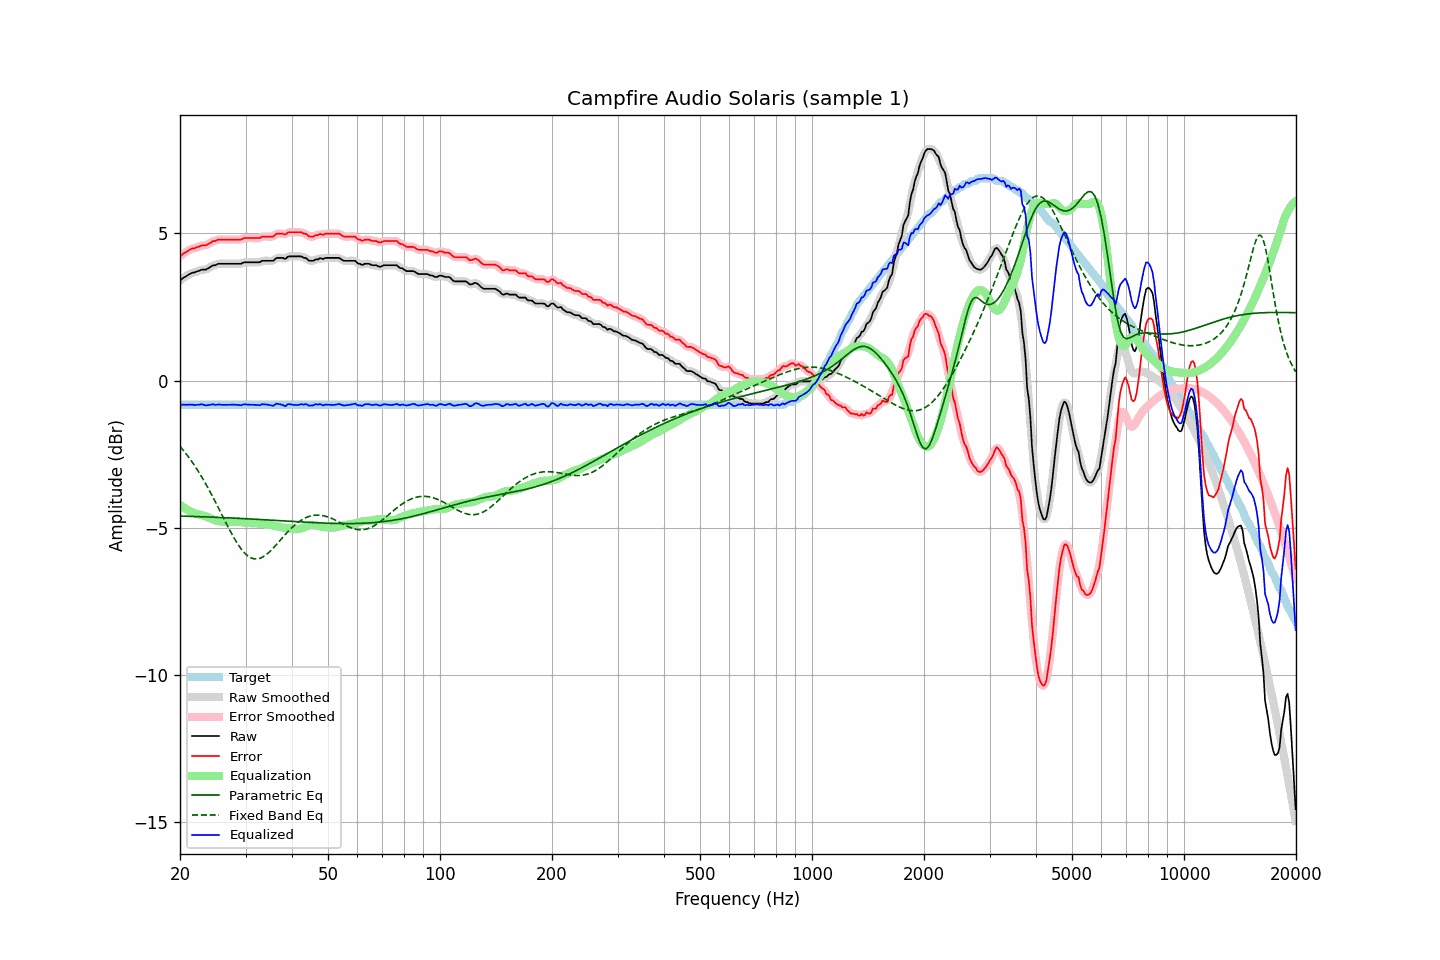 Campfire Audio Solaris (sample 1)
Amplitude (dBr)
5
0
−5
−10
−15
Target
Raw Smoothed
Error Smoothed
Raw
Error
Equalization
Parametric Eq
Fixed Band Eq
Equalized
20 50 100 200 500 1000 2000 5000 10000 20000
Frequency (Hz)